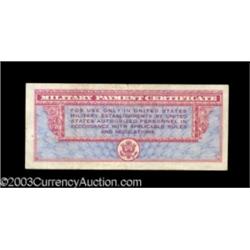 MILITARY PAYMENT CERTIFICATE
FOR USE ONLY IN UNITED STATES
MILITARY ESTABLISHMENTS BY UNITED
STATES AUTHORIZED PERSONNEL IN
ACCORDANCE WITH APPLICABLE RULES
AND REGULATIONS.
©2003CurrencyAuction.com